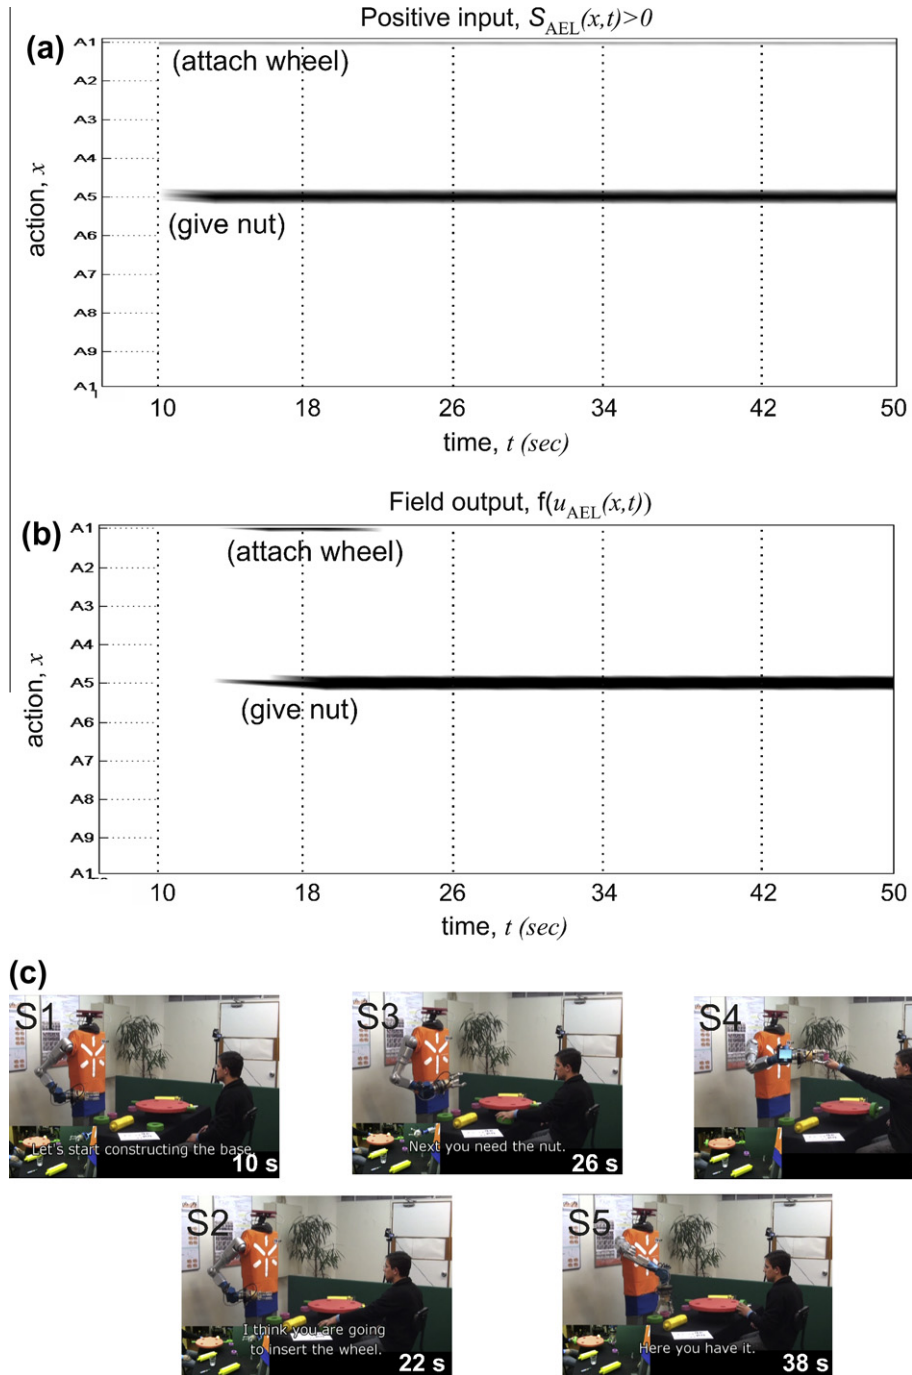 Positive input, S_AEL(x,t)>0
(a)
A1
(attach wheel)
A2
A3
A4
A5
(give nut)
A6
A7
A8
A9
A1
action, x
10 18 26 34 42 50
time, t (sec)
Field output, f(u_AEL(x,t))
(b)
A1
(attach wheel)
A2
A3
A4
A5
(give nut)
A6
A7
A8
A9
A1
action, x
10 18 26 34 42 50
time, t (sec)
(c)
S1
Let's start constructing the base.
10 s
S3
Next you need the nut.
26 s
S4
S2
I think you are going
to insert the wheel.
22 s
S5
Here you have it.
38 s